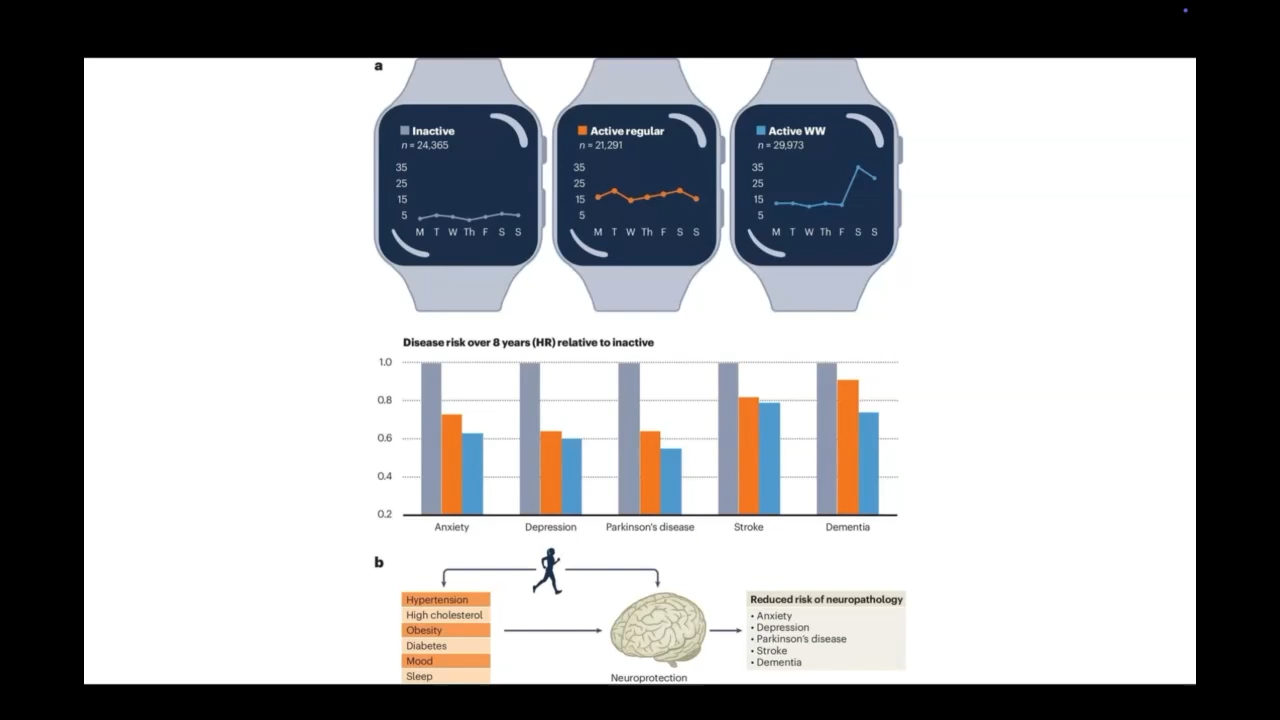 a
Inactive
n = 24,365
35
25
15
5
M T W Th F S S
Active regular
n = 21,291
35
25
15
5
M T W Th F S S
Active WW
n = 29,973
35
25
15
5
M T W Th F S S
Disease risk over 8 years (HR) relative to inactive
1.0
0.8
0.6
0.4
0.2
Anxiety Depression Parkinson's disease Stroke Dementia
b
Hypertension
High cholesterol
Obesity
Diabetes
Mood
Sleep
Neuroprotection
Reduced risk of neuropathology
• Anxiety
• Depression
• Parkinson's disease
• Stroke
• Dementia